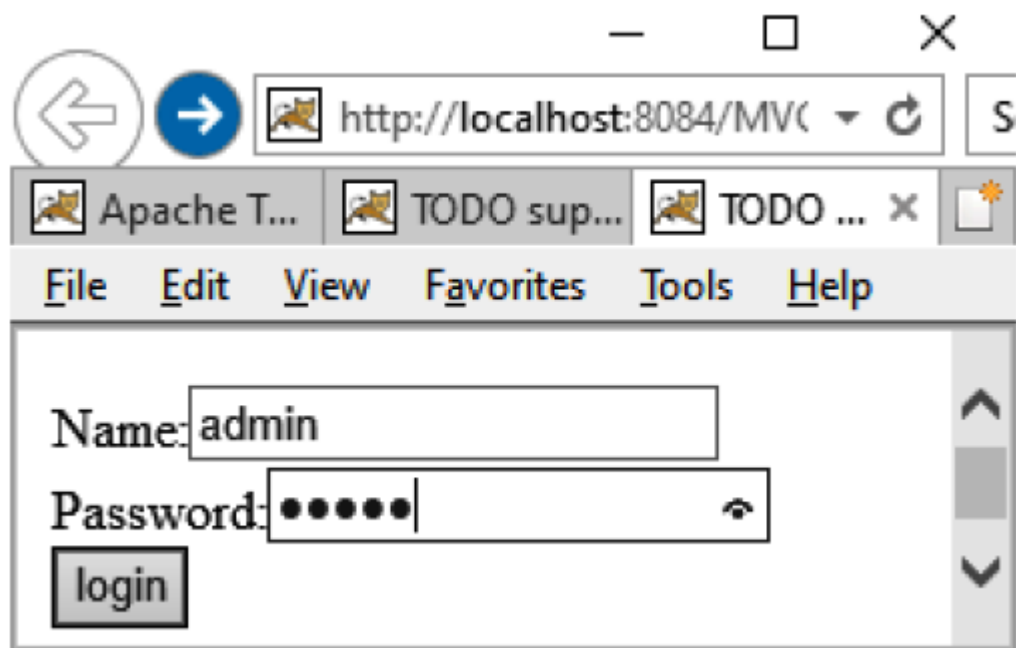 http://localhost:8084/MV
Apache T... TODO sup... TODO ...
File Edit View Favorites Tools Help
Name: admin
Password: •••••
login